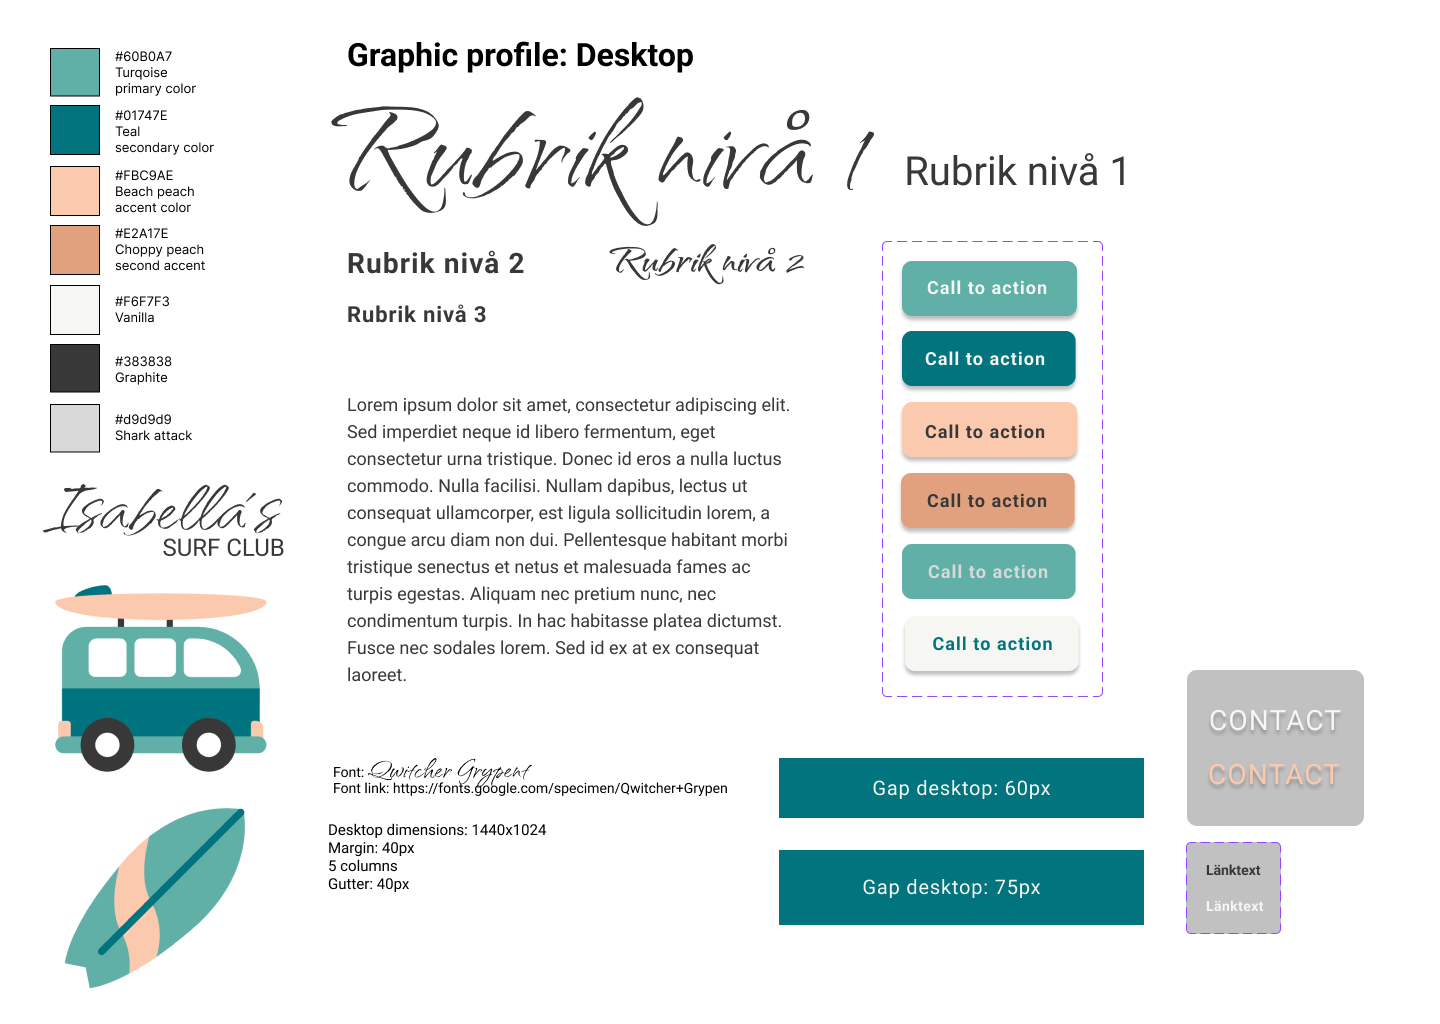 #60B0A7
Turqoise
primary color
#01747E
Teal
secondary color
#FBC9AE
Beach peach
accent color
#E2A17E
Choppy peach
second accent
#F6F7F3
Vanilla
#383838
Graphite
#d9d9d9
Shark attack
Isabella´s
SURF CLUB
Graphic profile: Desktop
Rubrik nivå 1
Rubrik nivå 1
Rubrik nivå 2
Rubrik nivå 2
Rubrik nivå 3
Lorem ipsum dolor sit amet, consectetur adipiscing elit.
Sed imperdiet neque id libero fermentum, eget
consectetur urna tristique. Donec id eros a nulla luctus
commodo. Nulla facilisi. Nullam dapibus, lectus ut
consequat ullamcorper, est ligula sollicitudin lorem, a
congue arcu diam non dui. Pellentesque habitant morbi
tristique senectus et netus et malesuada fames ac
turpis egestas. Aliquam nec pretium nunc, nec
condimentum turpis. In hac habitasse platea dictumst.
Fusce nec sodales lorem. Sed id ex at ex consequat
laoreet.
Call to action
Call to action
Call to action
Call to action
Call to action
Call to action
Font: Qwitcher Grypent
Font link: https://fonts.google.com/specimen/Qwitcher+Grypen
Desktop dimensions: 1440x1024
Margin: 40px
5 columns
Gutter: 40px
Gap desktop: 60px
Gap desktop: 75px
CONTACT
CONTACT
Länktext
Länktext